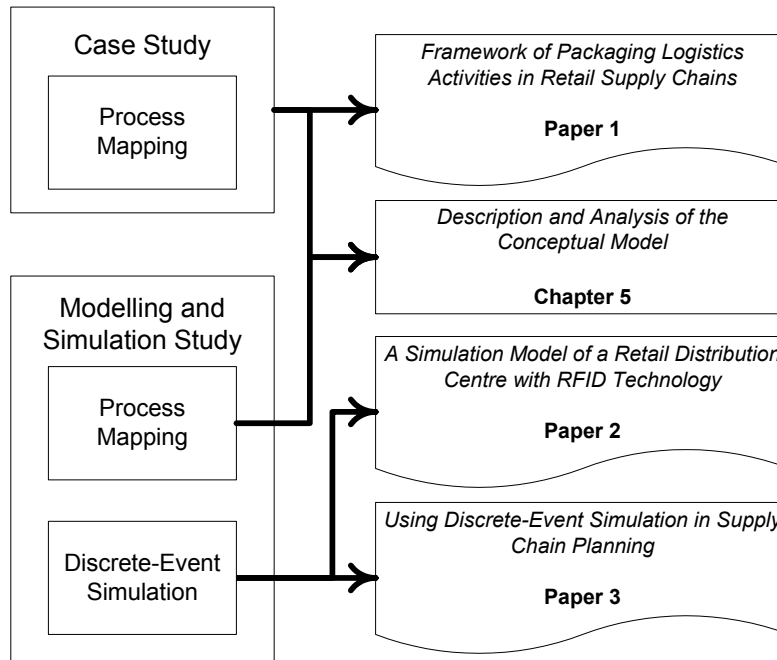 Case Study
Process
Mapping
Modelling and
Simulation Study
Process
Mapping
Discrete-Event
Simulation
Framework of Packaging Logistics
Activities in Retail Supply Chains
Paper 1
Description and Analysis of the
Conceptual Model
Chapter 5
A Simulation Model of a Retail Distribution
Centre with RFID Technology
Paper 2
Using Discrete-Event Simulation in Supply
Chain Planning
Paper 3